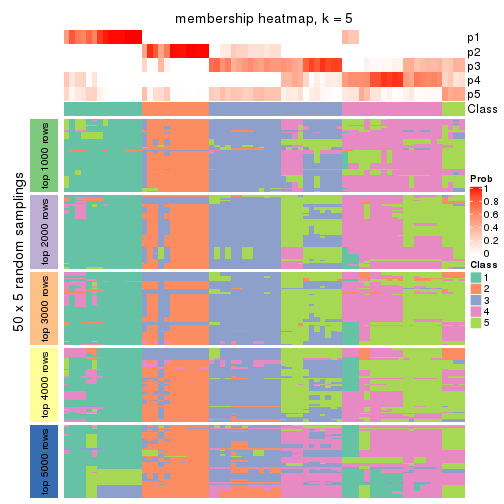 membership heatmap, k = 5
p1
p2
p3
p4
p5
Class
50 x 5 random samplings
top 1000 rows
top 2000 rows
top 3000 rows
top 4000 rows
top 5000 rows
Prob
1
0.8
0.6
0.4
0.2
0
Class
1
2
3
4
5